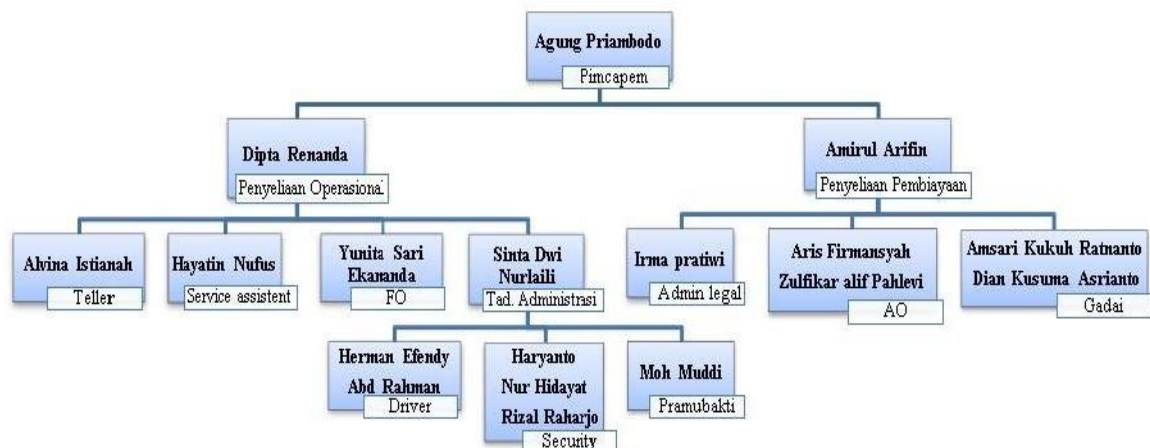 Agung Priambodo
Pimcapem
Dipta Renanda
Penyeliaan Operasional
Amirul Arifin
Penyeliaan Pembiayaan
Alvina Istianah
Teller
Hayatin Nufus
Service assistent
Yunita Sari
Ekananda
FO
Sinta Dwi
Nurlaili
Tad. Administrasi
Irma pratiwi
Admin legal
Aris Firmansyah
Zulfikar alif Pahlevi
AO
Amsari Kukuh Ratnanto
Dian Kusuma Asrianto
Gadai
Herman Efendy
Abd Rahman
Driver
Haryanto
Nur Hidayat
Rizal Raharjo
Security
Moh Muddi
Pramubakti